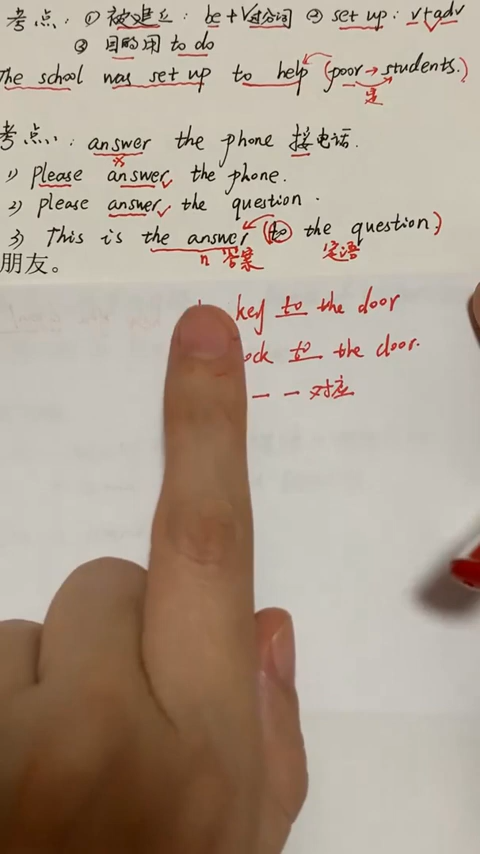 考点: ① 被建立: be + V过分词 ② set up: v+adv
③ 目的用 to do
The school was set up to help (poor → students.)
定
考点: answer the phone 接电话.
1) Please answer the phone.
2) please answer the question.
3) This is the answer (to the question)
n 答案 定语
朋友。
key to the door
to the door.
一 一 对应